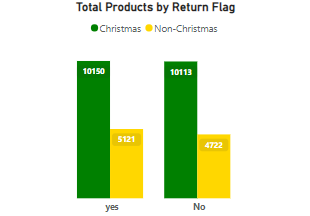 Total Products by Return Flag
Christmas Non-Christmas
10150 10113
5121 4722
yes No